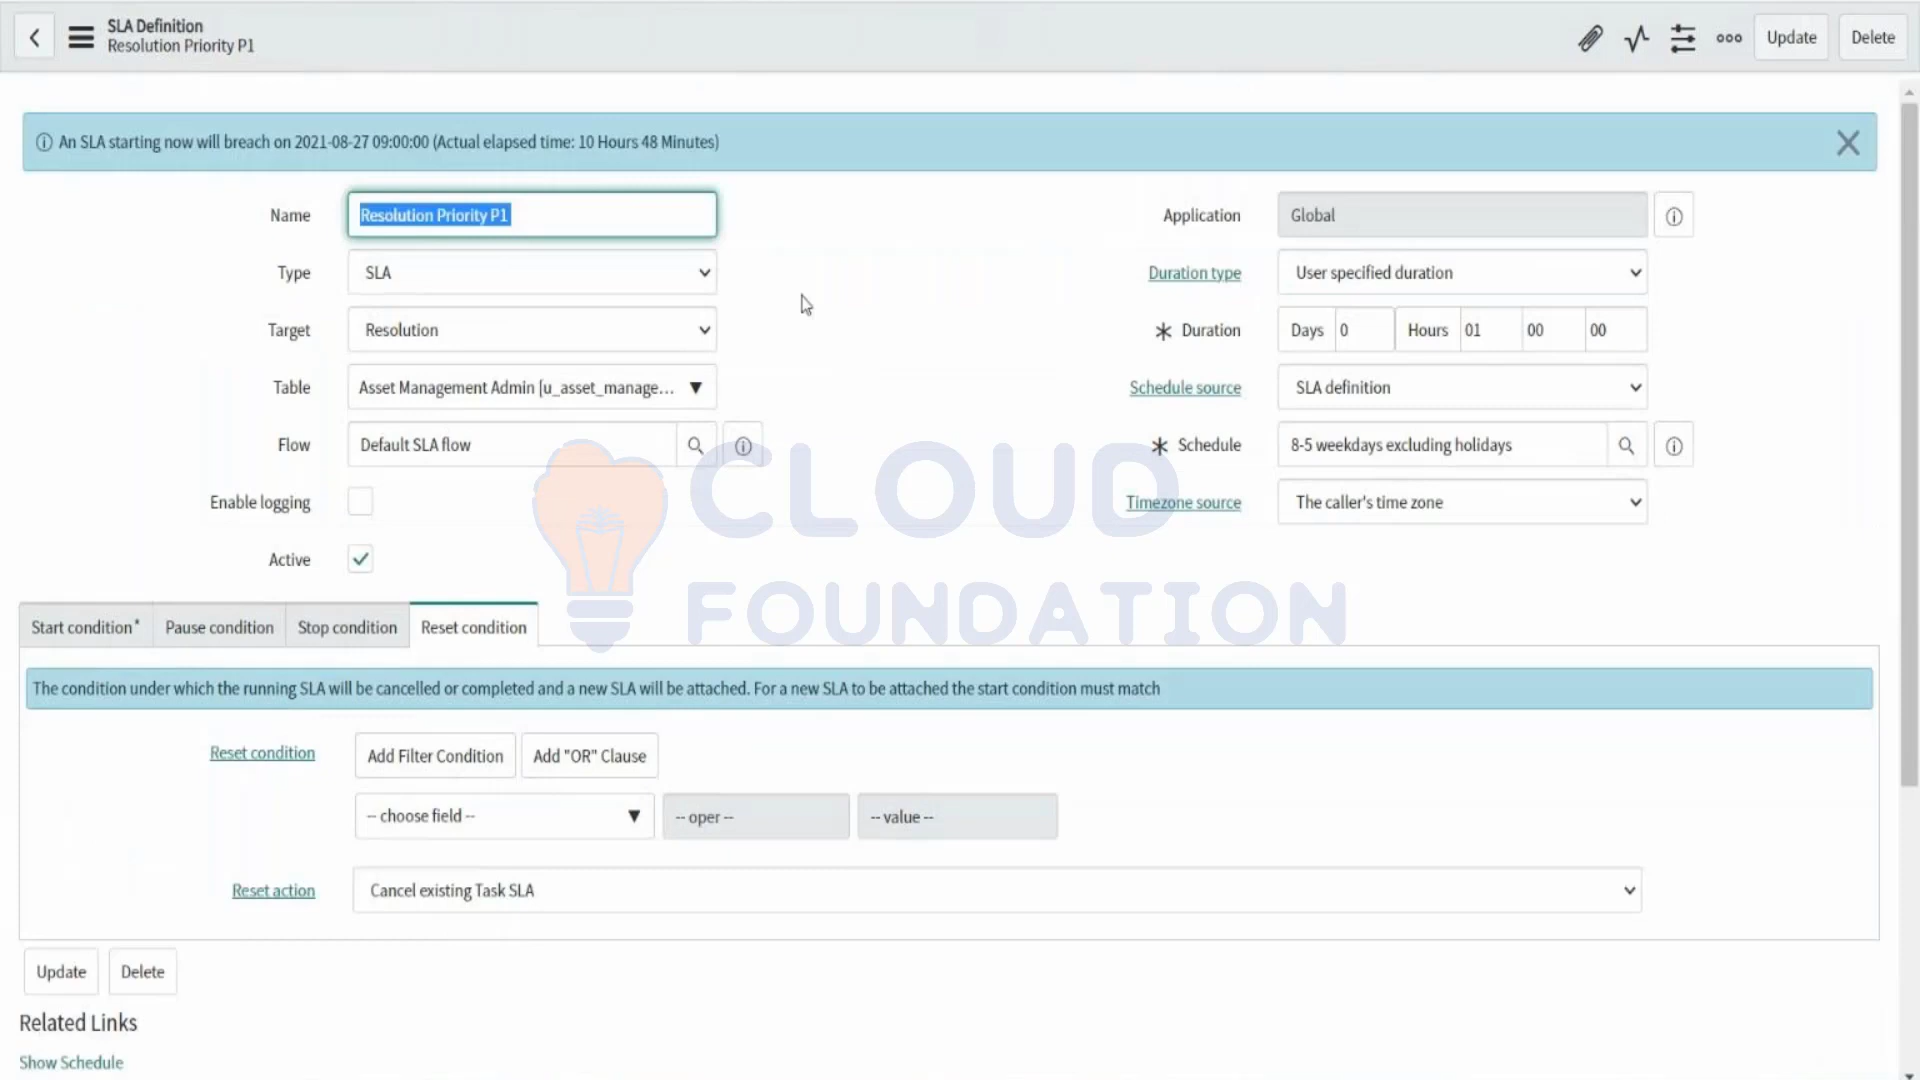 SLA Definition
Resolution Priority P1
Update
Delete
An SLA starting now will breach on 2021-08-27 09:00:00 (Actual elapsed time: 10 Hours 48 Minutes)
Name Resolution Priority P1
Application Global
Type SLA
Duration type User specified duration
Target Resolution
Duration Days 0 Hours 01 00 00
Table Asset Management Admin [u_asset_manage...
Schedule source SLA definition
Flow Default SLA flow
Schedule 8-5 weekdays excluding holidays
Enable logging
Timezone source The caller's time zone
Active
CLOUD
FOUNDATION
Start condition* Pause condition Stop condition Reset condition
The condition under which the running SLA will be cancelled or completed and a new SLA will be attached. For a new SLA to be attached the start condition must match
Reset condition Add Filter Condition Add "OR" Clause
-- choose field -- -- oper -- -- value --
Reset action Cancel existing Task SLA
Update Delete
Related Links
Show Schedule